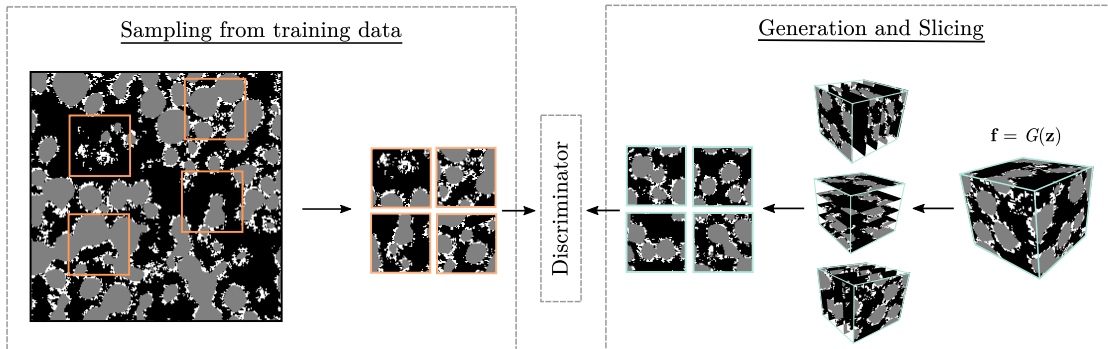 Sampling from training data
Generation and Slicing
Discriminator
f = G(z)